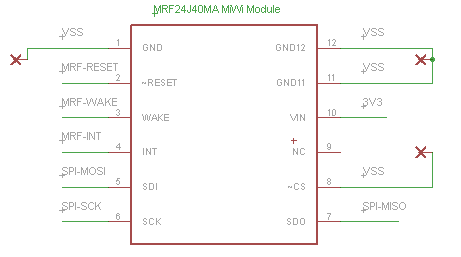 MRF24J40MA MiWi Module
VSS 1 GND GND12 12 VSS
MRF-RESET 2 ~RESET GND11 11 VSS
MRF-WAKE 3 WAKE VIN 10 3V3
MRF-INT 4 INT NC 9
SPI-MOSI 5 SDI ~CS 8 VSS
SPI-SCK 6 SCK SDO 7 SPI-MISO